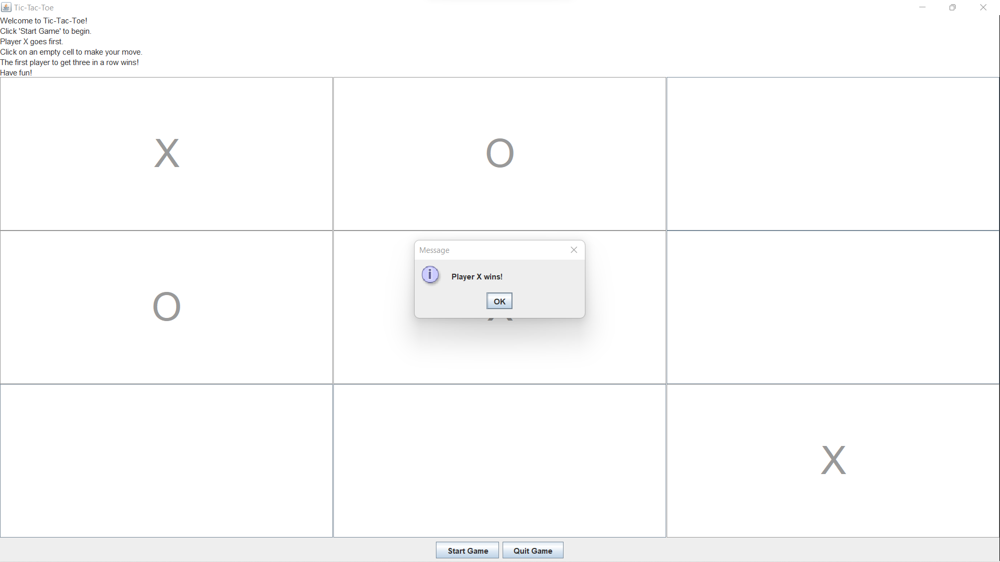 Tic-Tac-Toe
Welcome to Tic-Tac-Toe!
Click 'Start Game' to begin.
Player X goes first.
Click on an empty cell to make your move.
The first player to get three in a row wins!
Have fun!
X O
Message
Player X wins!
OK
O
X
Start Game Quit Game